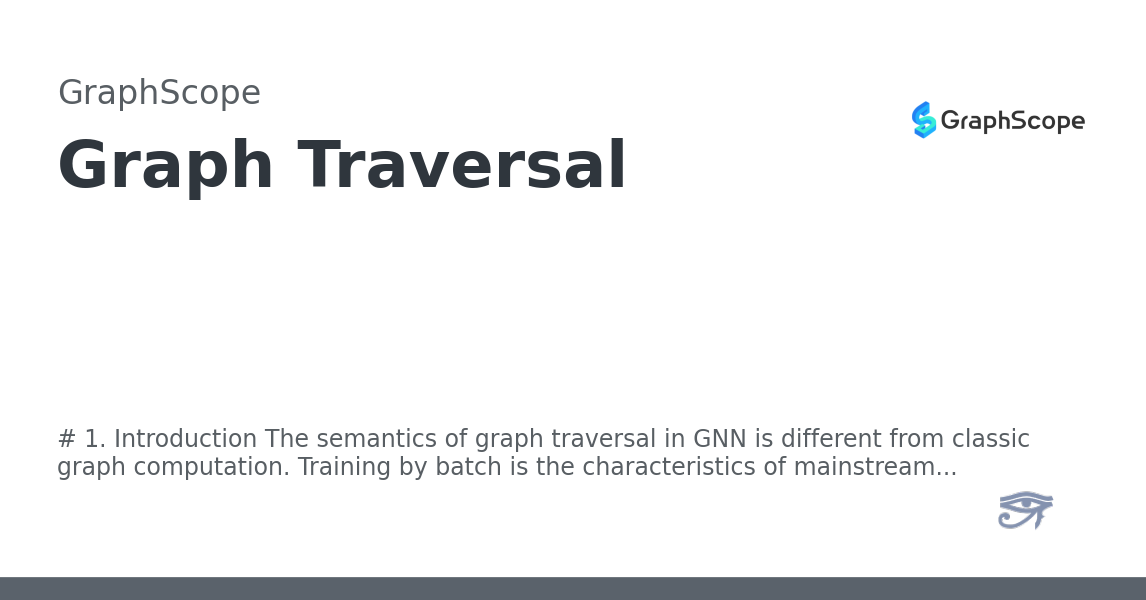 GraphScope
GraphScope
Graph Traversal
# 1. Introduction The semantics of graph traversal in GNN is different from classic
graph computation. Training by batch is the characteristics of mainstream...